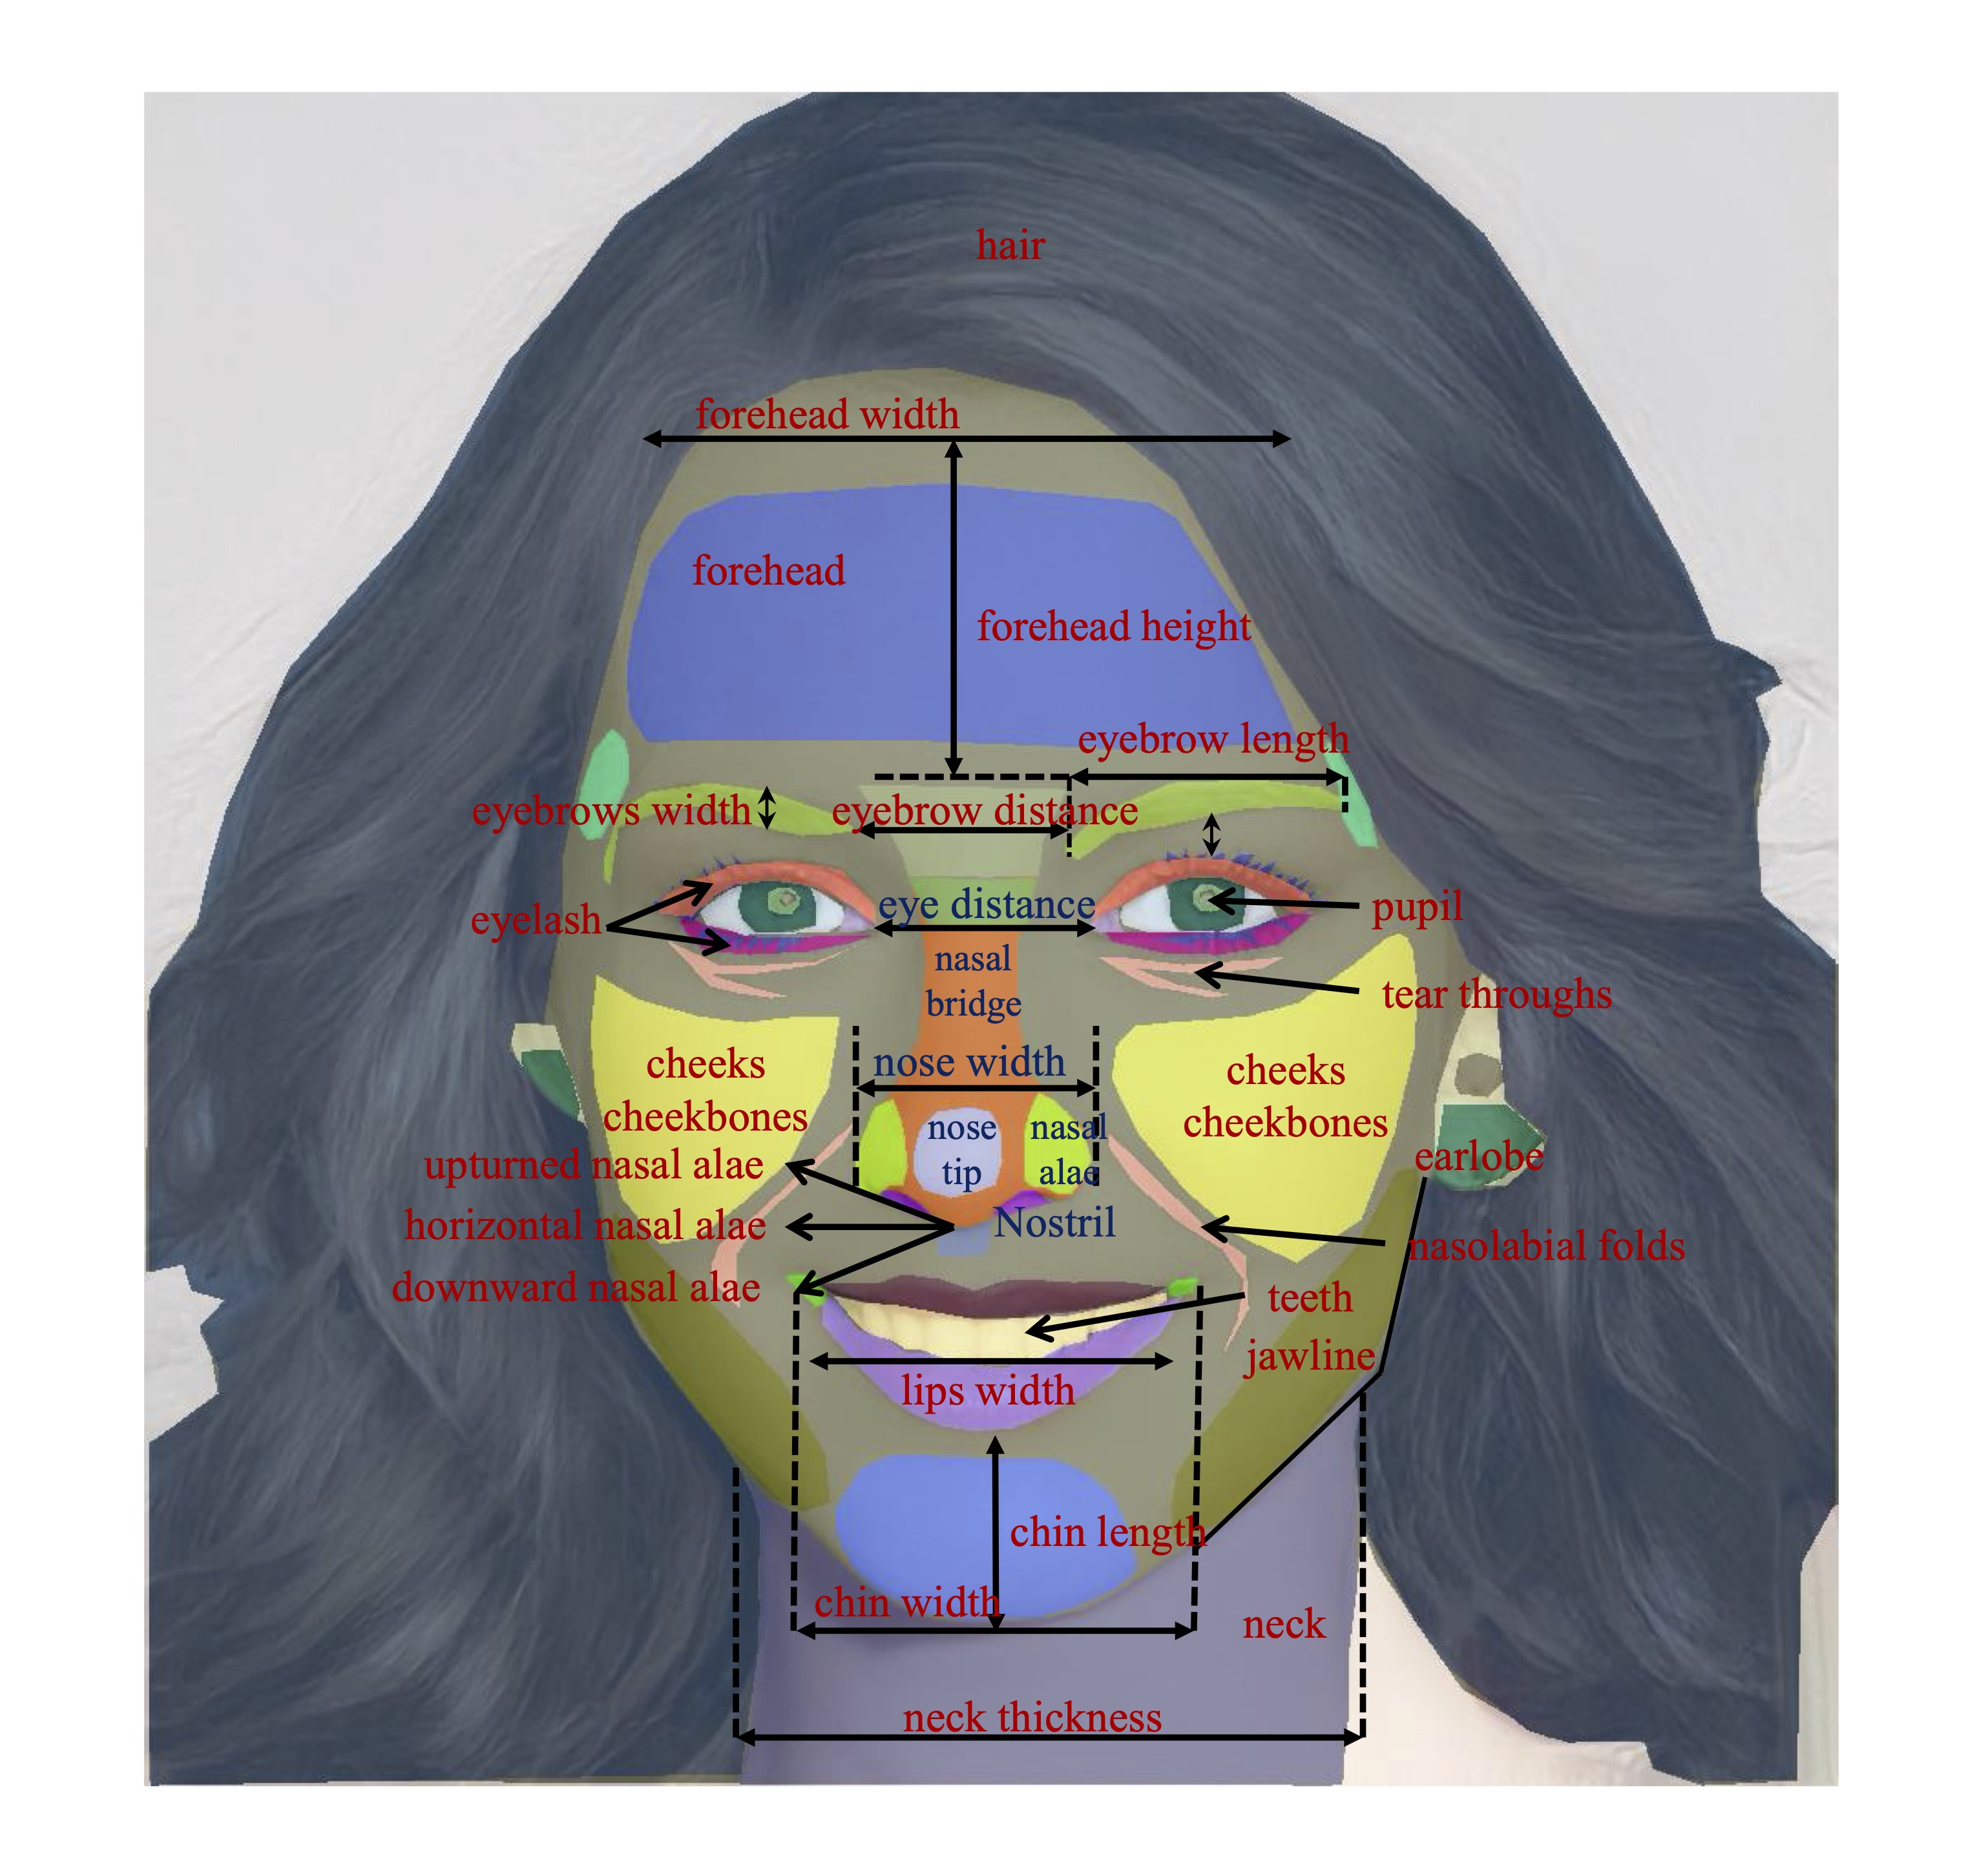 hair
forehead width
forehead
forehead height
eyebrow length
eyebrows width
eyebrow distance
eye distance
eyelash
pupil
nasal
bridge
tear throughs
nose width
cheeks
cheekbones
cheeks
cheekbones
nose
tip
nasal
alae
upturned nasal alae
earlobe
horizontal nasal alae
Nostril
nasolabial folds
downward nasal alae
teeth
jawline
lips width
chin length
chin width
neck
neck thickness